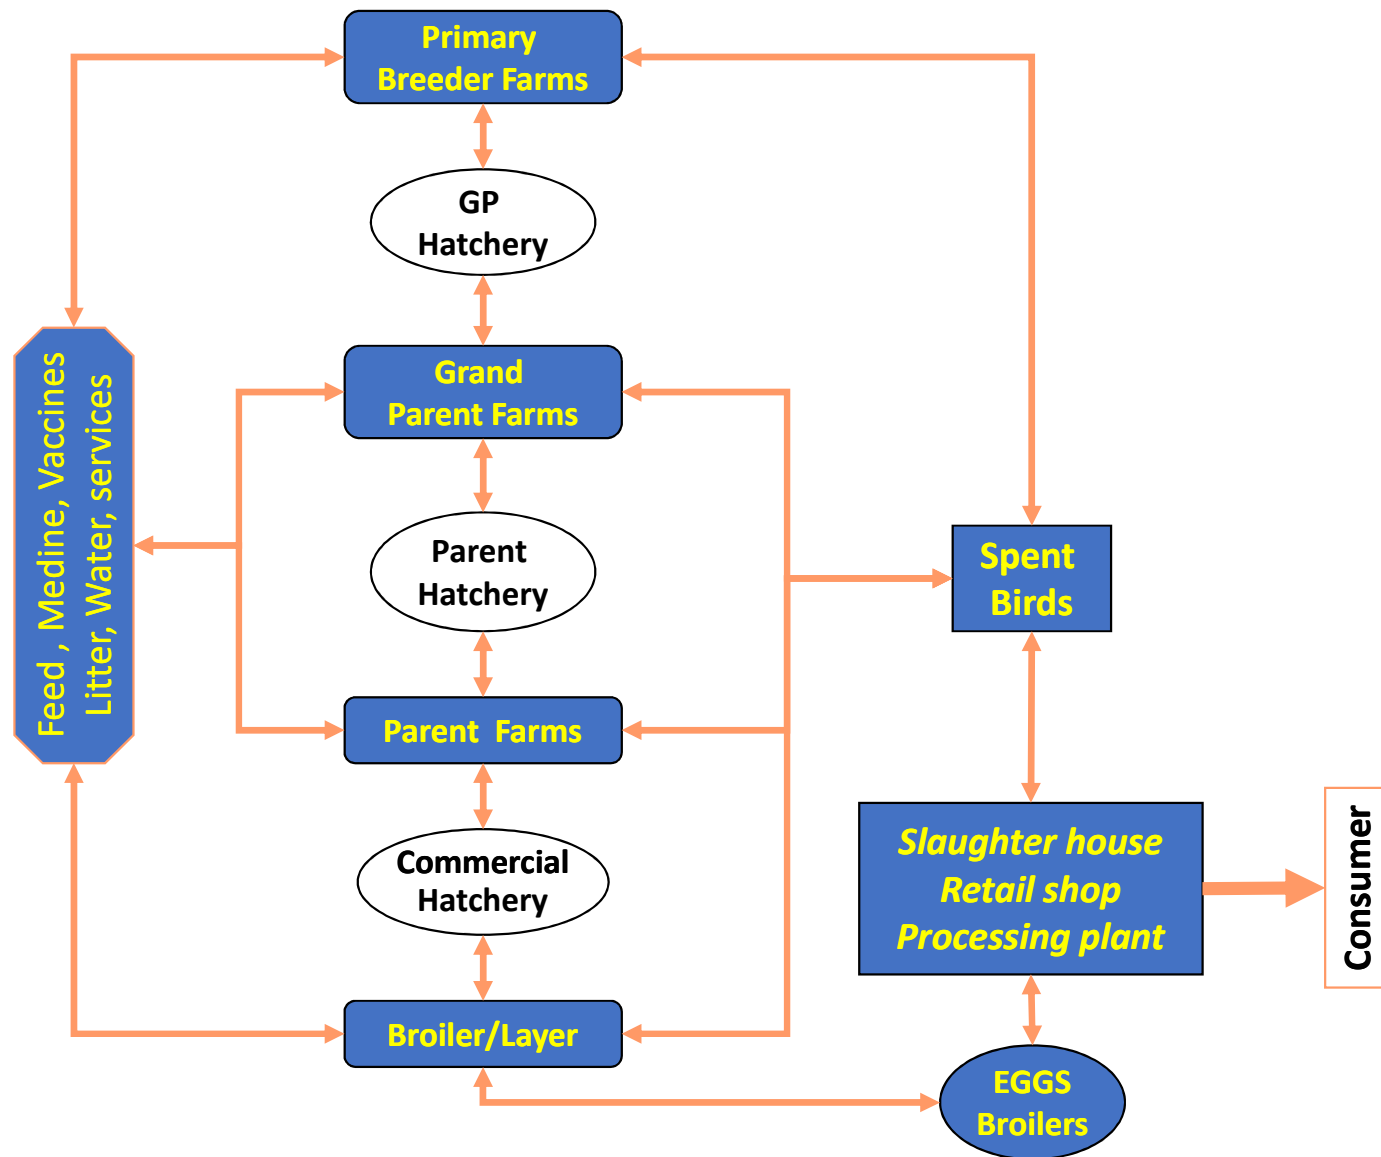 Primary
Breeder Farms
GP
Hatchery
Grand
Parent Farms
Feed , Medine, Vaccines
Litter, Water, services
Parent
Hatchery
Spent
Birds
Parent Farms
Slaughter house
Retail shop
Processing plant
Consumer
Commercial
Hatchery
Broiler/Layer
EGGS
Broilers